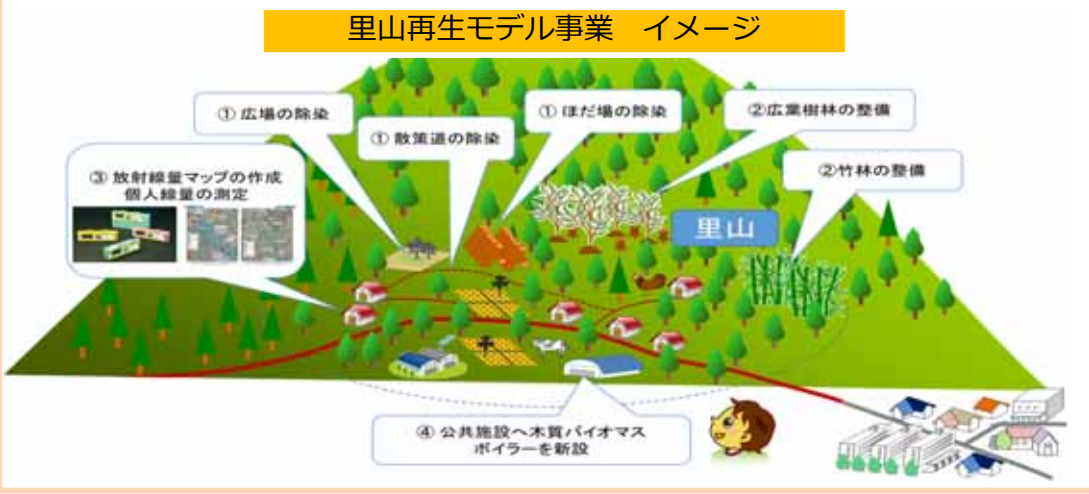 里山再生モデル事業　イメージ
① 広場の除染
① ほだ場の除染
②広葉樹林の整備
① 散策道の除染
③ 放射線量マップの作成
個人線量の測定
②竹林の整備
里山
④ 公共施設へ木質バイオマス
ボイラーを新設